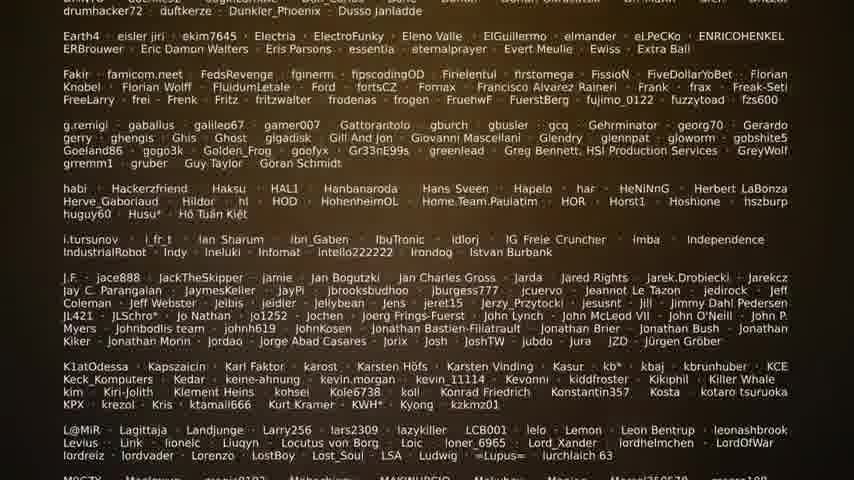 drumhacker72 · duftkerze · Dunkler_Phoenix · Dusso Janladde
Earth4 · eisler jiri · ekim7645 · Electria · ElectroFunky · Eleno Valle · ElGuillermo · elmander · eLPeCKo · ENRICOHENKEL
ERBrouwer · Eric Damon Walters · Eris Parsons · essentia · eternalprayer · Evert Meulie · Ewiss · Extra Ball
Fakir · famicom.neet · FedsRevenge · fginerm · fipscodingOD · Firielentul · firstomega · FissioN · FiveDollarYoBet · Florian
Knobel · Florian Wolff · FluidumLetale · Ford · fortsCZ · Fornax · Francisco Alvarez Raineri · Frank · frax · Freak-Seti
FreeLarry · frei · Frenk · Fritz · fritzwalter · frodenas · frogen · FruehwF · FuerstBerg · fujimo_0122 · fuzzytoad · fzs600
g.remigi · gaballus · galileo67 · gamer007 · Gattorantolo · gburch · gbusler · gcq · Gehrminator · georg70 · Gerardo
gerry · ghengis · Ghis · Ghost · gigadisk · Gill And Jon · Giovanni Mascellani · Glendry · glennpat · gloworm · gobshite5
Goeland86 · gogo3k · Golden_Frog · goofyx · Gr33nE99s · greenlead · Greg Bennett, HSI Production Services · GreyWolf
grremm1 · gruber · Guy Taylor · Göran Schmidt
habi · Hackerzfriend · Haksu · HAL1 · Hanbanaroda · Hans Sveen · Hapelo · har · HeNiNnG · Herbert LaBonza
Herve_Gaboriaud · Hildor · hl · HOD · HohenheimOL · Home.Team.Paulatim · HOR · Horst1 · Hoshione · hszburp
huguy60 · Husu* · Hồ Tuấn Kiệt
i.tursunov · i_fr_t · Ian Sharum · Ibri_Gaben · IbuTronic · idlorj · IG Freie Cruncher · imba · Independence
IndustrialRobot · Indy · Ineluki · Infomat · intello222222 · Irondog · Istvan Burbank
J.F. · jace888 · JackTheSkipper · jamie · Jan Bogutzki · Jan Charles Gross · Jarda · Jared Rights · Jarek.Drobiecki · Jarekcz
Jay C. Parangalan · JaymesKeller · JayPi · jbrooksbudhoo · jburgess777 · jcuervo · Jeannot Le Tazon · jedirock · Jeff
Coleman · Jeff Webster · Jeibis · jeidler · Jellybean · Jens · jeret15 · Jerzy_Przytocki · jesusnt · Jill · Jimmy Dahl Pedersen
JL421 · JLSchro* · Jo Nathan · Jo1252 · Jochen · Joerg Frings-Fuerst · John Lynch · John McLeod VII · John O'Neill · John P.
Myers · Johnbodlis team · johnh619 · JohnKosen · Jonathan Bastien-Filiatrault · Jonathan Brier · Jonathan Bush · Jonathan
Kiker · Jonathan Morin · Jordao · Jorge Abad Casares · Jorix · Josh · JoshTW · jubdo · Jura · JZD · Jürgen Gröber
K1atOdessa · Kapszaicin · Karl Faktor · karost · Karsten Höfs · Karsten Vinding · Kasur · kb* · kbaj · kbrunhuber · KCE
Keck_Komputers · Kedar · keine-ahnung · kevin.morgan · kevin_11114 · Kevonni · kiddfroster · Kikiphil · Killer Whale
kim · Kiri-Jolith · Klement Heins · kohsei · Kole6738 · koll · Konrad Friedrich · Konstantin357 · Kosta · kotaro tsuruoka
KPX · krezol · Kris · ktamail666 · Kurt Kramer · KWH* · Kyong · kzkmz01
L@MiR · Lagittaja · Landjunge · Larry256 · lars2309 · lazykiller · LCB001 · lelo · Lemon · Leon Bentrup · leonashbrook
Levius · Link · lionelc · Liuqyn · Locutus von Borg · Loic · loner_6965 · Lord_Xander · lordhelmchen · LordOfWar
lordreiz · lordvader · Lorenzo · LostBoy · Lost_Soul · LSA · Ludwig · =Lupus= · lurchlaich 63